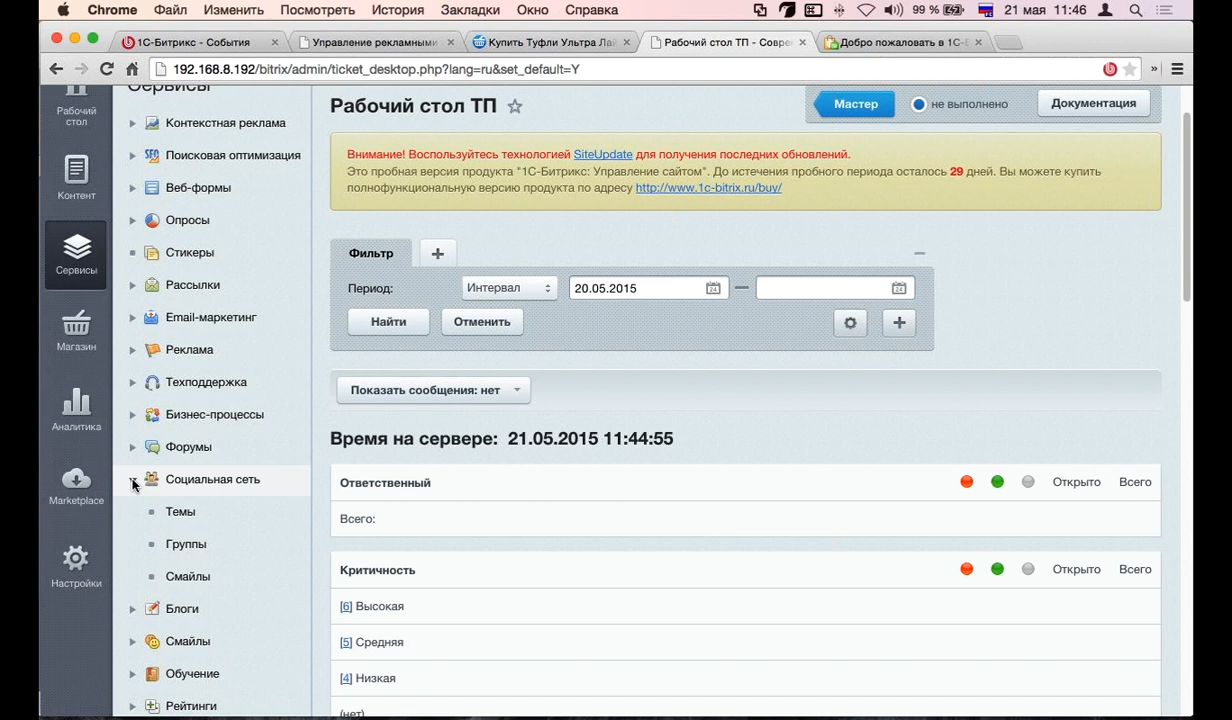 Chrome Файл Изменить Посмотреть История Закладки Окно Справка 99 % 21 мая 11:46
1С-Битрикс - События
Управление рекламными
Купить Туфли Ультра Лай
Рабочий стол ТП - Совре
Добро пожаловать в 1С-Б
192.168.8.192/bitrix/admin/ticket_desktop.php?lang=ru&set_default=Y
»
Рабочий
стол
Контент
Сервисы
Магазин
Аналитика
Marketplace
Настройки
Сервисы
Контекстная реклама
Поисковая оптимизация
Веб-формы
Опросы
Стикеры
Рассылки
Email-маркетинг
Реклама
Техподдержка
Бизнес-процессы
Форумы
Социальная сеть
Темы
Группы
Смайлы
Блоги
Смайлы
Обучение
Рейтинги
Рабочий стол ТП
Мастер
не выполнено
Документация
Внимание! Воспользуйтесь технологией SiteUpdate для получения последних обновлений.
Это пробная версия продукта "1С-Битрикс: Управление сайтом". До истечения пробного периода осталось 29 дней. Вы можете купить
полнофункциональную версию продукта по адресу http://www.1c-bitrix.ru/buy/
Фильтр
Период: Интервал 20.05.2015 —
Найти Отменить
Показать сообщения: нет
Время на сервере: 21.05.2015 11:44:55
Ответственный Открыто Всего
Всего:
Критичность Открыто Всего
[6] Высокая
[5] Средняя
[4] Низкая
(нет)